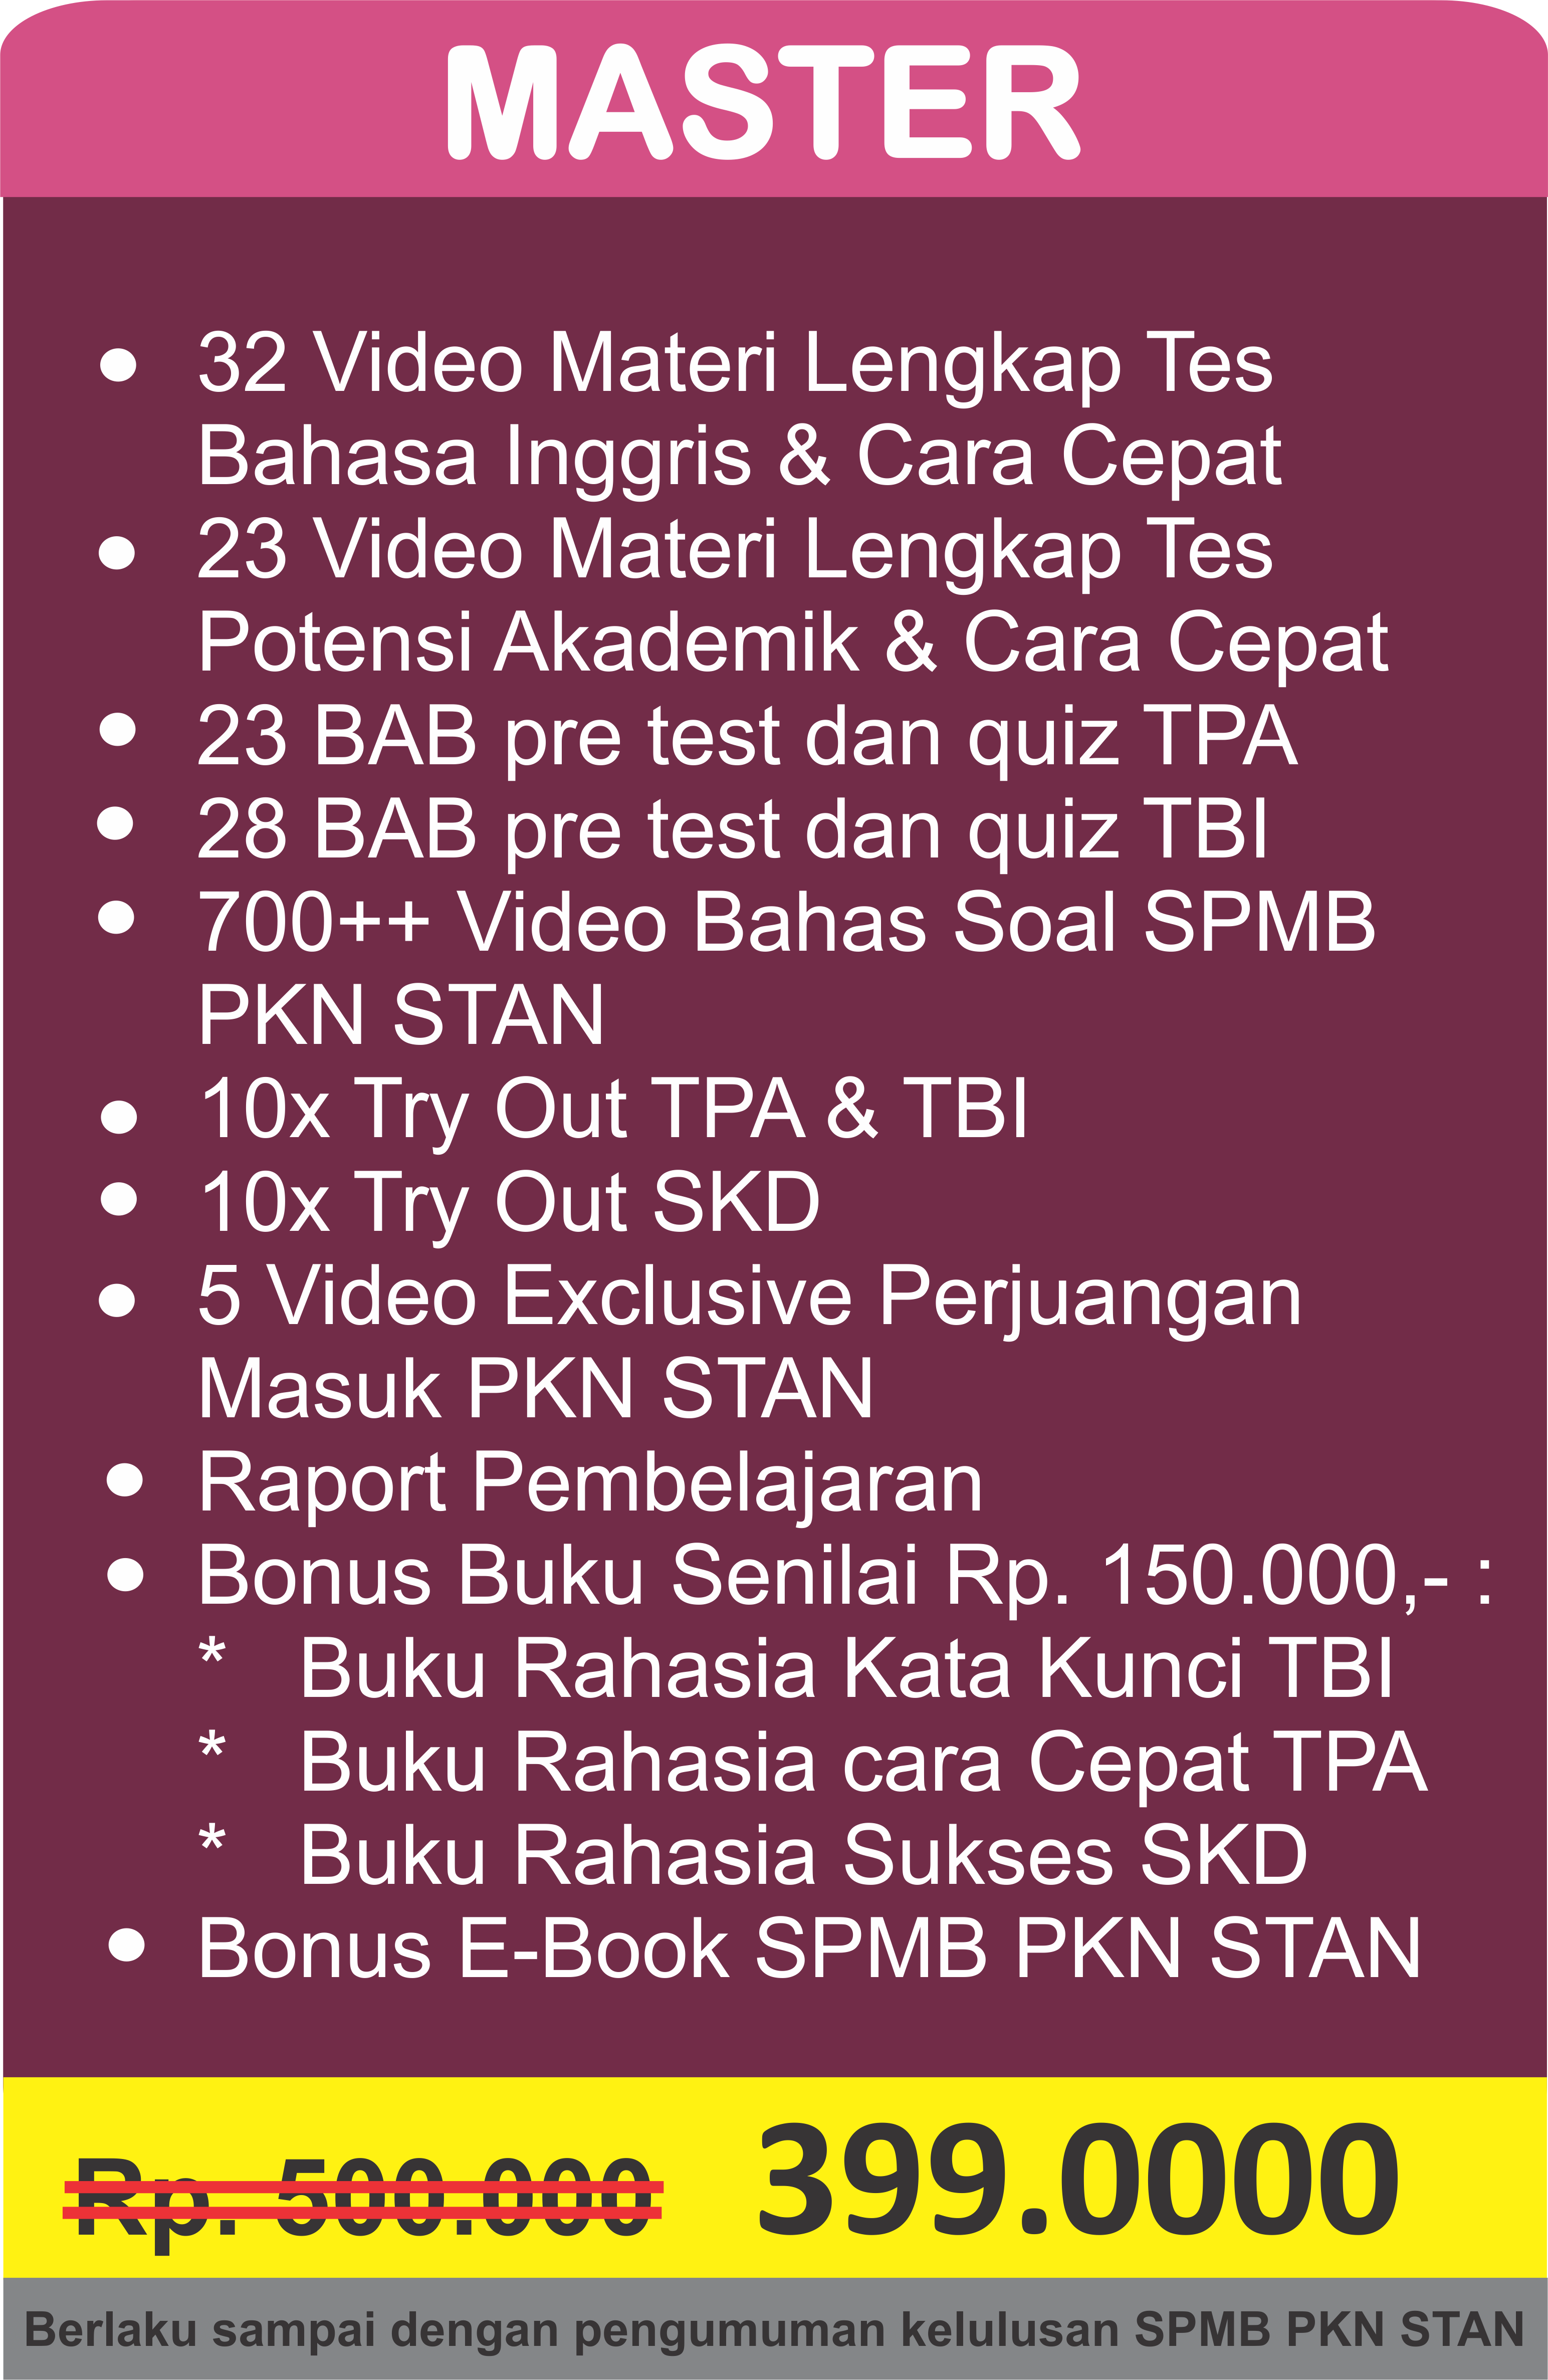 MASTER
• 32 Video Materi Lengkap Tes
Bahasa Inggris & Cara Cepat
• 23 Video Materi Lengkap Tes
Potensi Akademik & Cara Cepat
• 23 BAB pre test dan quiz TPA
• 28 BAB pre test dan quiz TBI
• 700++ Video Bahas Soal SPMB
PKN STAN
• 10x Try Out TPA & TBI
• 10x Try Out SKD
• 5 Video Exclusive Perjuangan
Masuk PKN STAN
• Raport Pembelajaran
• Bonus Buku Senilai Rp. 150.000,- :
* Buku Rahasia Kata Kunci TBI
* Buku Rahasia cara Cepat TPA
* Buku Rahasia Sukses SKD
• Bonus E-Book SPMB PKN STAN
Rp. 500.000 399.0000
Berlaku sampai dengan pengumuman kelulusan SPMB PKN STAN